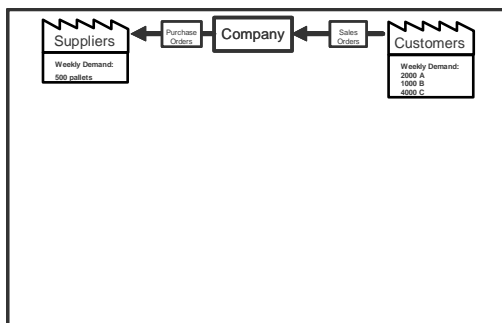 Suppliers
Weekly Demand:
500 pallets
Purchase
Orders
Company
Sales
Orders
Customers
Weekly Demand:
2000 A
1000 B
4000 C